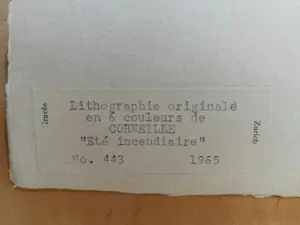 Lithographie originale
en 6 couleurs de
CORNEILLE
"Eté incendiaire"
No. 443 1965
Zurich